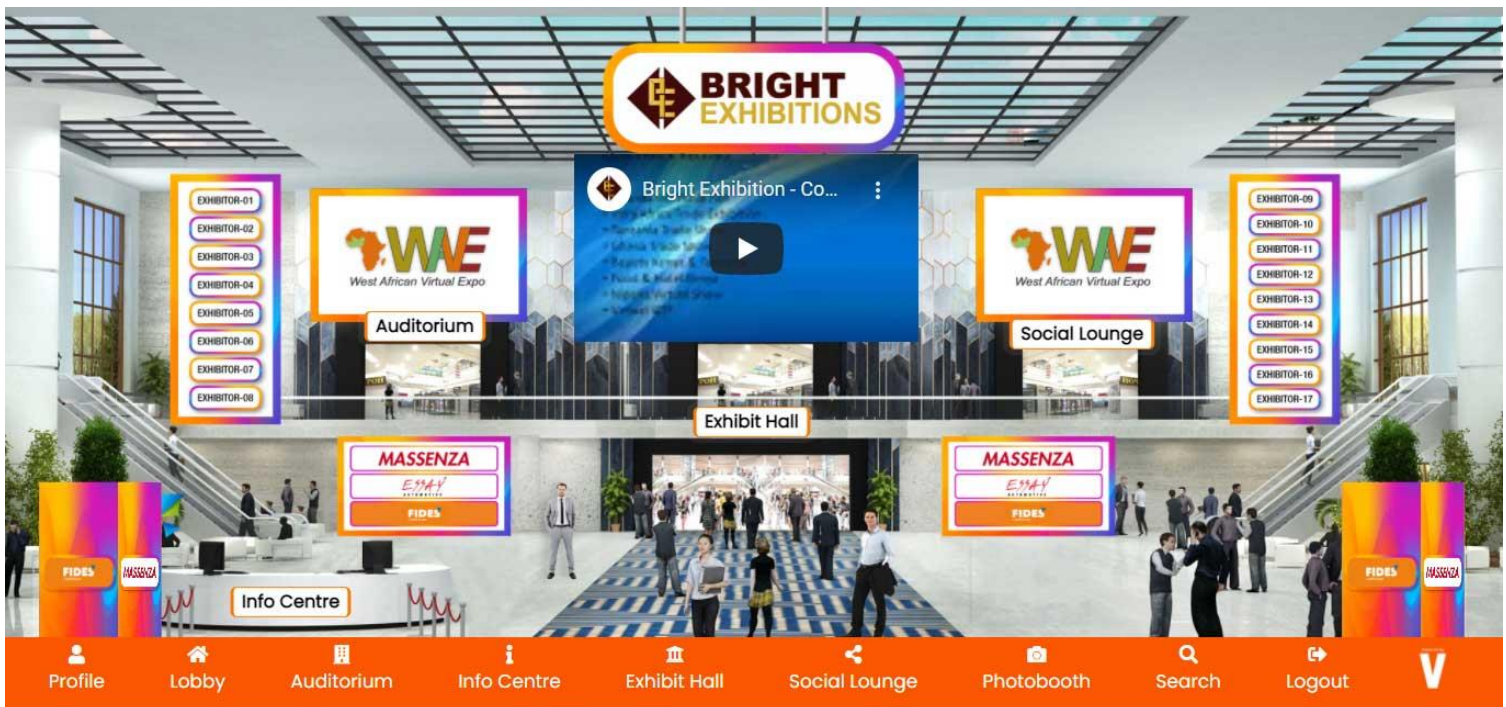 BRIGHT
EXHIBITIONS
Bright Exhibition - Co...
EXHIBITOR-01
EXHIBITOR-02
EXHIBITOR-03
EXHIBITOR-04
EXHIBITOR-05
EXHIBITOR-06
EXHIBITOR-07
EXHIBITOR-08
WAVE
West African Virtual Expo
Auditorium
WAVE
West African Virtual Expo
Social Lounge
EXHIBITOR-09
EXHIBITOR-10
EXHIBITOR-11
EXHIBITOR-12
EXHIBITOR-13
EXHIBITOR-14
EXHIBITOR-15
EXHIBITOR-16
EXHIBITOR-17
Exhibit Hall
MASSENZA
ESSAY
AUTOMOTIVE
FIDES
MASSENZA
ESSAY
AUTOMOTIVE
FIDES
FIDES
MASSENZA
Info Centre
FIDES
MASSENZA
Profile
Lobby
Auditorium
Info Centre
Exhibit Hall
Social Lounge
Photobooth
Search
Logout
V